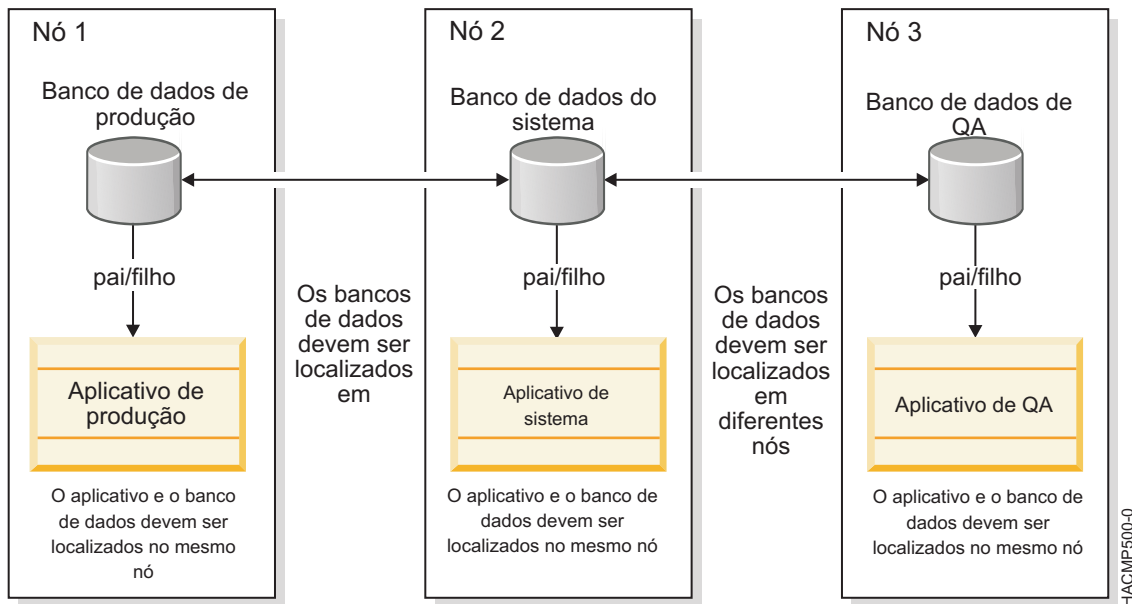 Nó 1
Banco de dados de
produção
pai/filho
Aplicativo de
produção
O aplicativo e o banco
de dados devem ser
localizados no mesmo
nó
Os bancos
de dados
devem ser
localizados
em
Nó 2
Banco de dados do
sistema
pai/filho
Aplicativo de
sistema
O aplicativo e o banco de
dados devem ser
localizados no mesmo nó
Os bancos
de dados
devem ser
localizados
em
diferentes
nós
Nó 3
Banco de dados de
QA
pai/filho
Aplicativo de QA
O aplicativo e o banco de
dados devem ser
localizados no mesmo nó
HACMP500-0